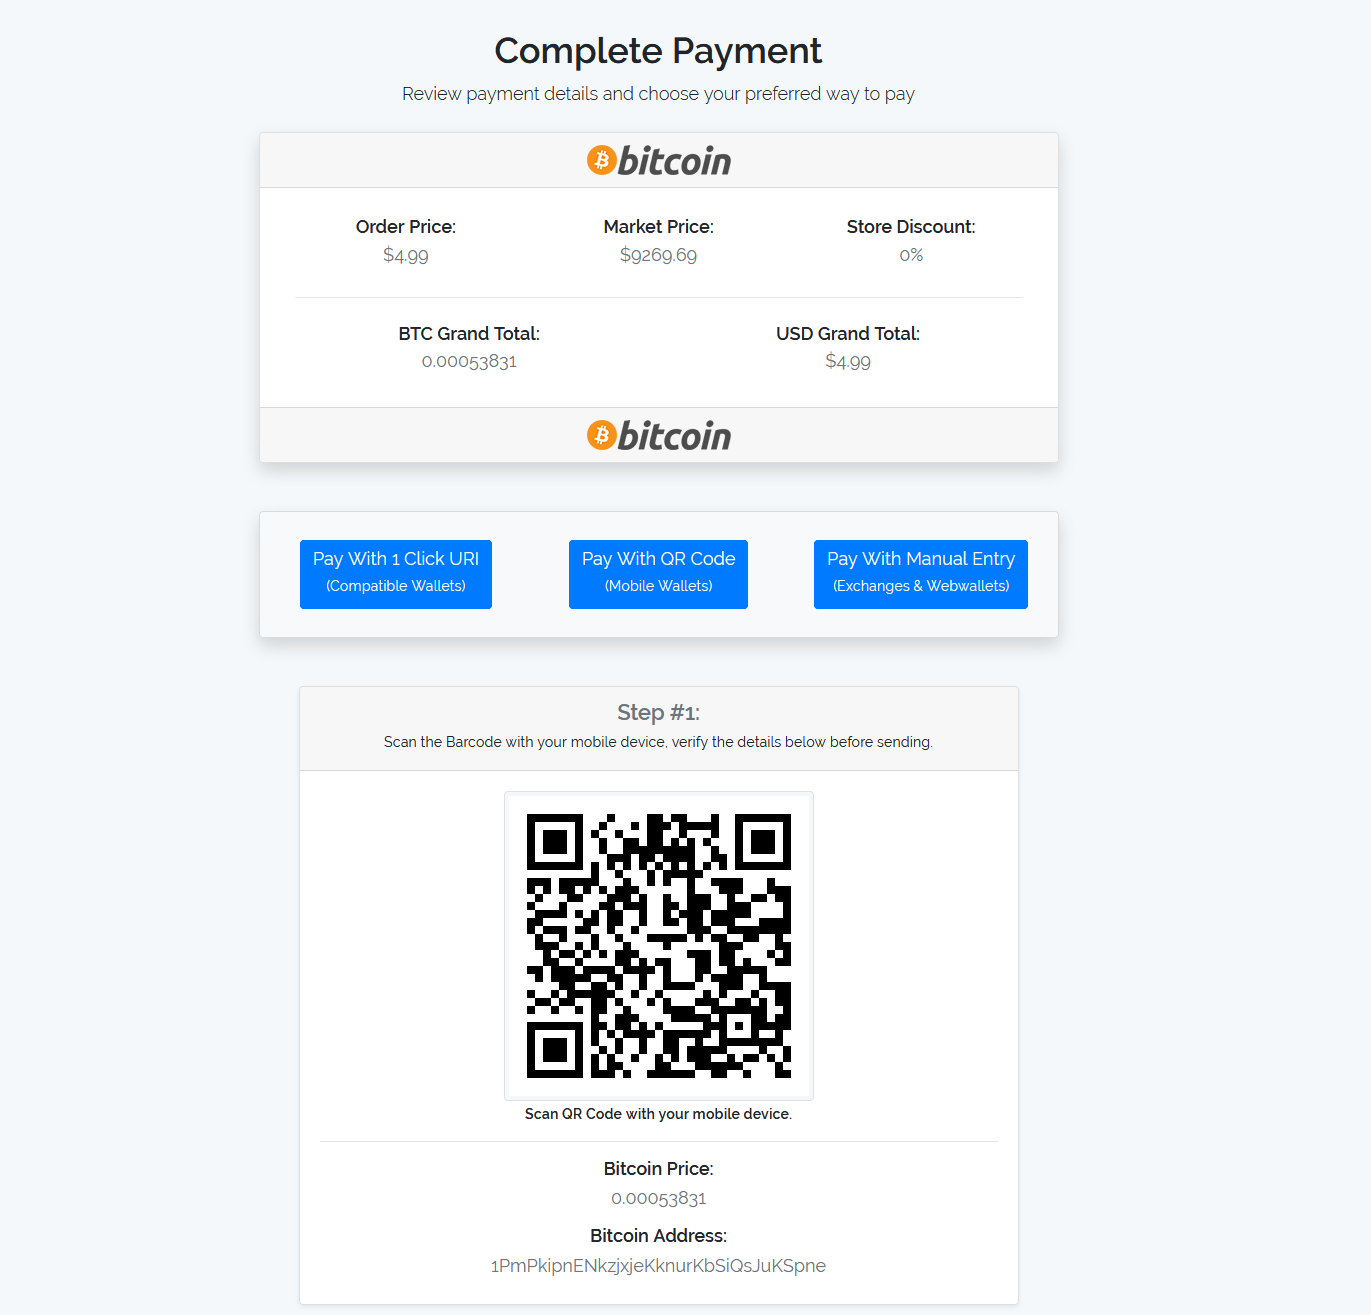 Complete Payment
Review payment details and choose your preferred way to pay
bitcoin
Order Price:
$4.99
Market Price:
$9269.69
Store Discount:
0%
BTC Grand Total:
0.00053831
USD Grand Total:
$4.99
bitcoin
Pay With 1 Click URI
(Compatible Wallets)
Pay With QR Code
(Mobile Wallets)
Pay With Manual Entry
(Exchanges & Webwallets)
Step #1:
Scan the Barcode with your mobile device, verify the details below before sending.
Scan QR Code with your mobile device.
Bitcoin Price:
0.00053831
Bitcoin Address:
1PmPkipnENkzjxjeKknurKbSiQsJuKSpne